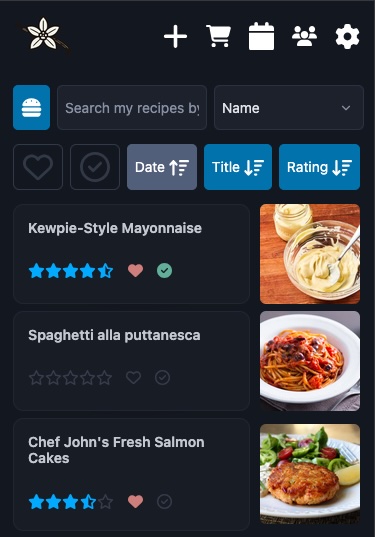 Search my recipes by
Name
Date
Title
Rating
Kewpie-Style Mayonnaise
Spaghetti alla puttanesca
Chef John's Fresh Salmon
Cakes